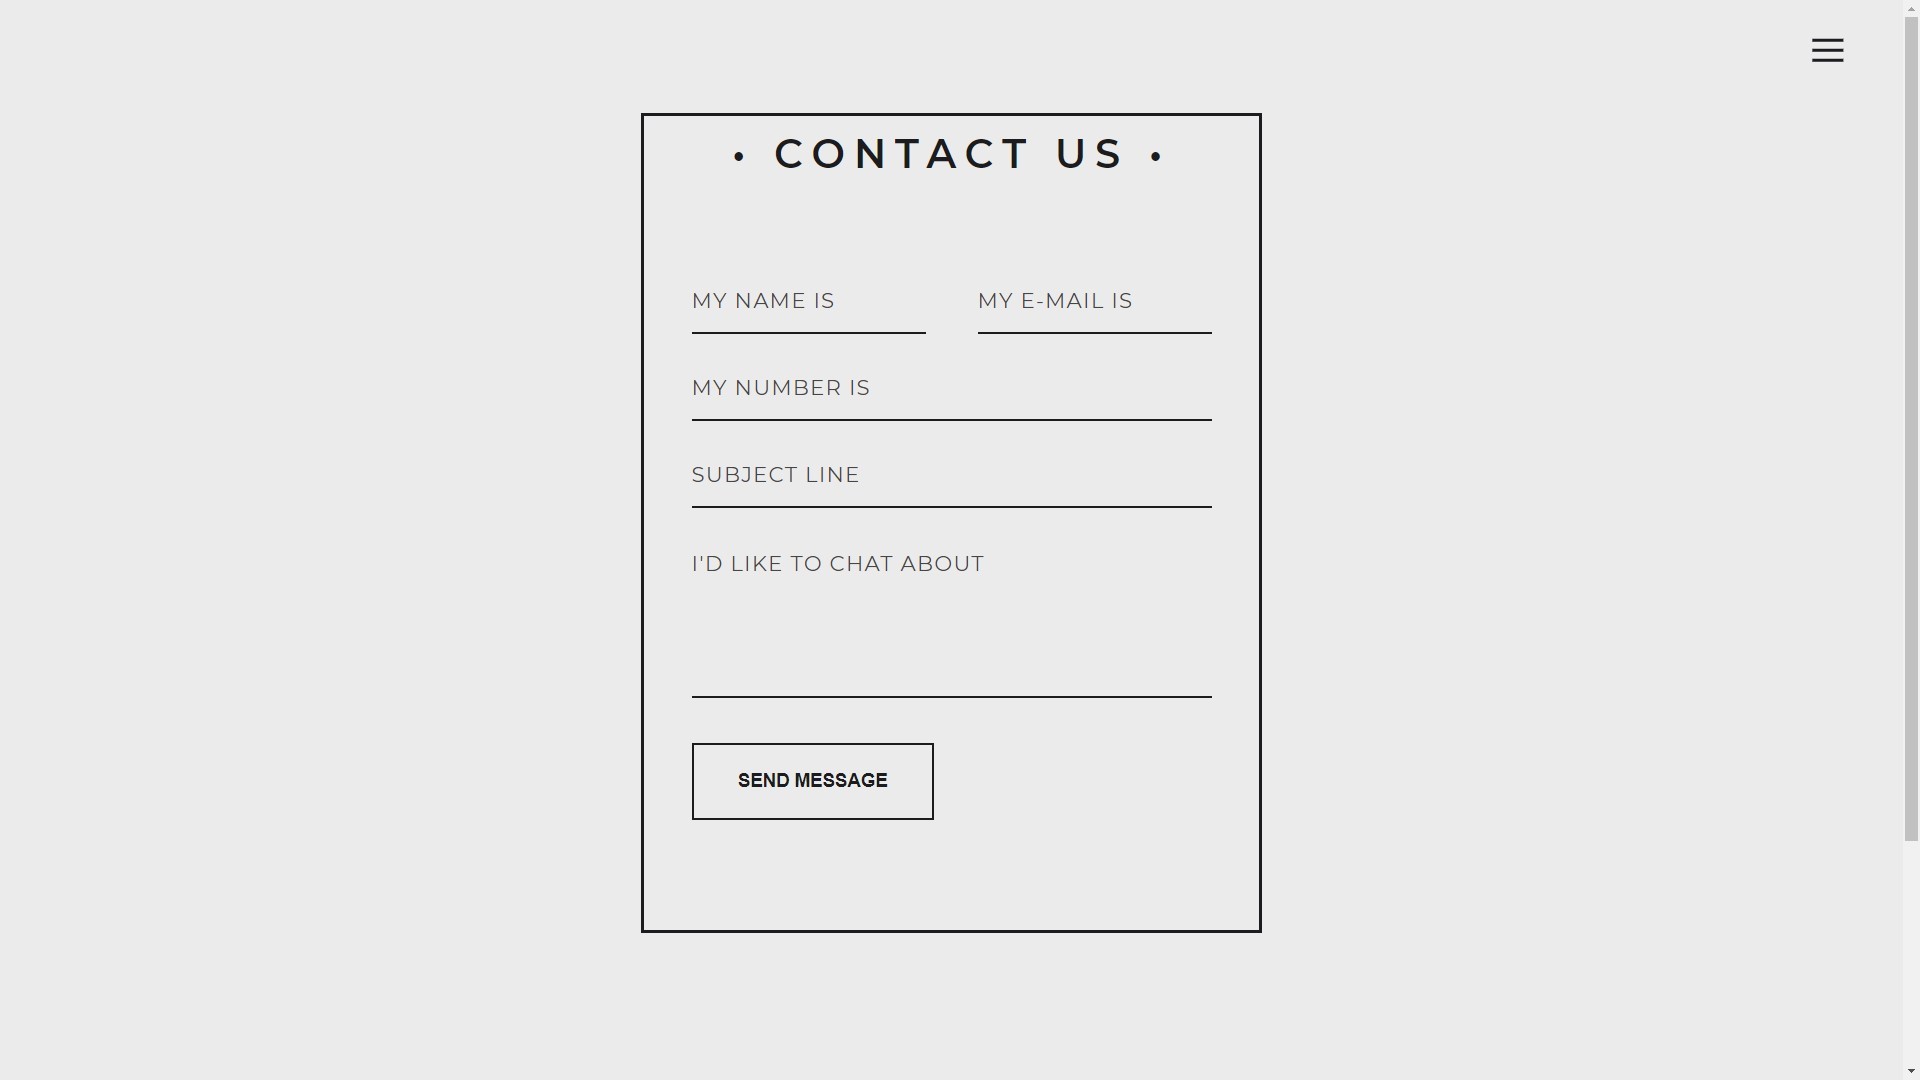 • CONTACT US •
MY NAME IS
MY E-MAIL IS
MY NUMBER IS
SUBJECT LINE
I'D LIKE TO CHAT ABOUT
SEND MESSAGE